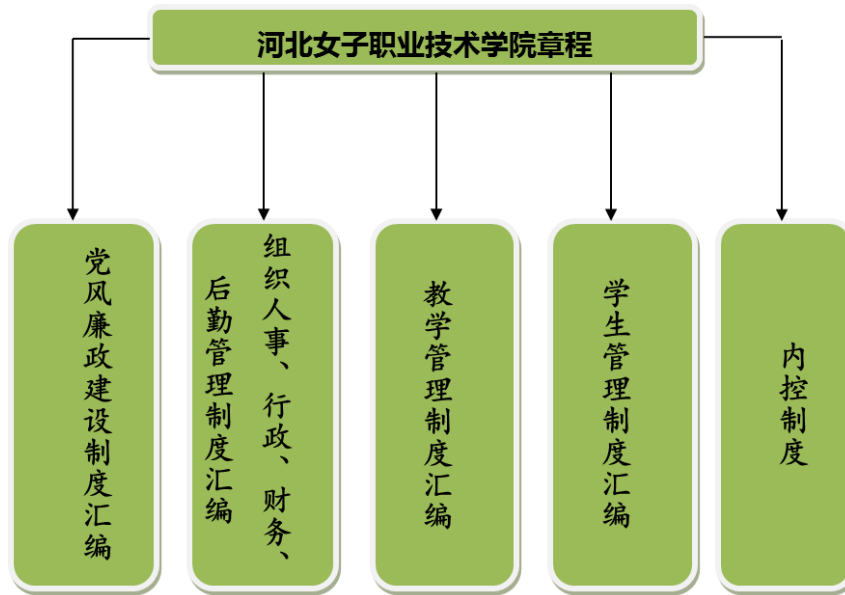 河北女子职业技术学院章程
党风廉政建设制度汇编
组织人事、行政、财务、
后勤管理制度汇编
教学管理制度汇编
学生管理制度汇编
内控制度